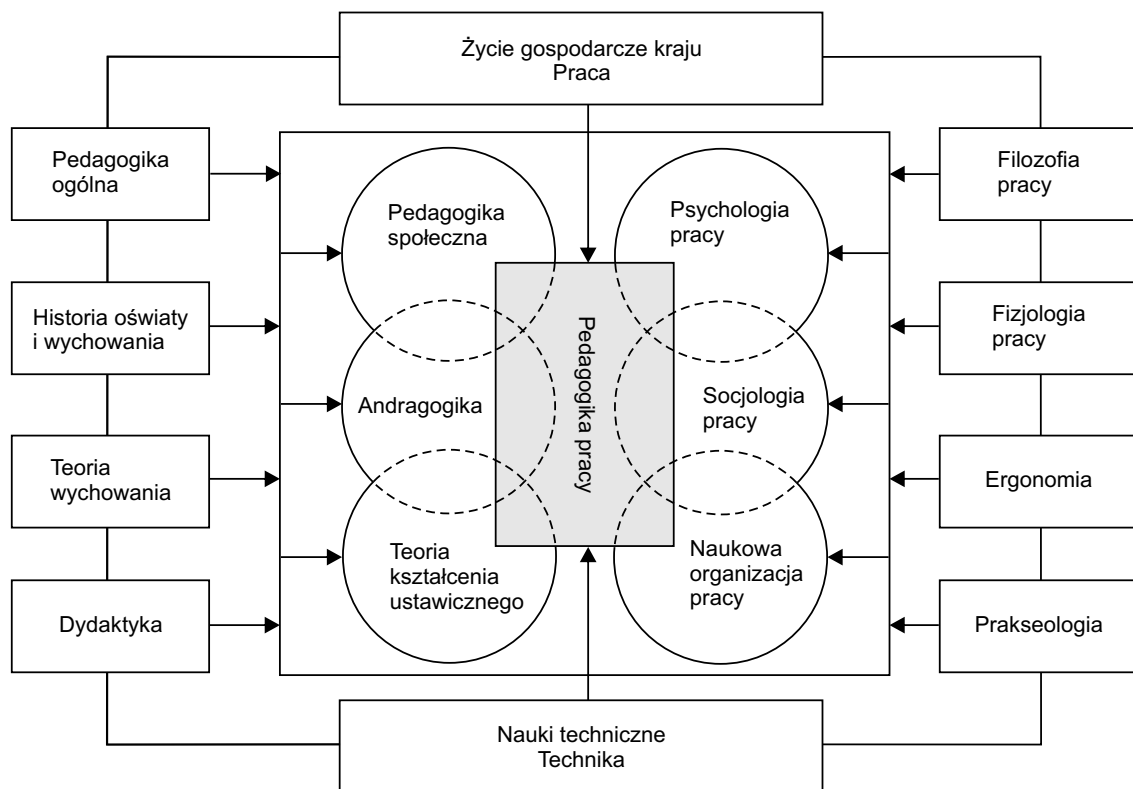 Życie gospodarcze kraju
Praca
Pedagogika
ogólna
Historia oświaty
i wychowania
Teoria
wychowania
Dydaktyka
Pedagogika
społeczna
Andragogika
Teoria
kształcenia
ustawicznego
Pedagogika pracy
Psychologia
pracy
Socjologia
pracy
Naukowa
organizacja
pracy
Filozofia
pracy
Fizjologia
pracy
Ergonomia
Prakseologia
Nauki techniczne
Technika